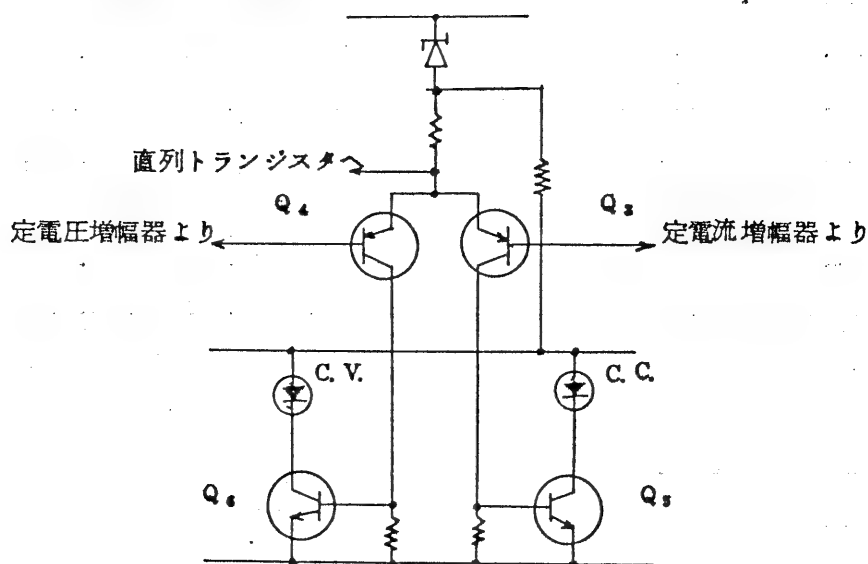 直列トランジスタへ
Q4
Q3
定電圧増幅器より
定電流増幅器より
C. V.
C. C.
Q6
Q5